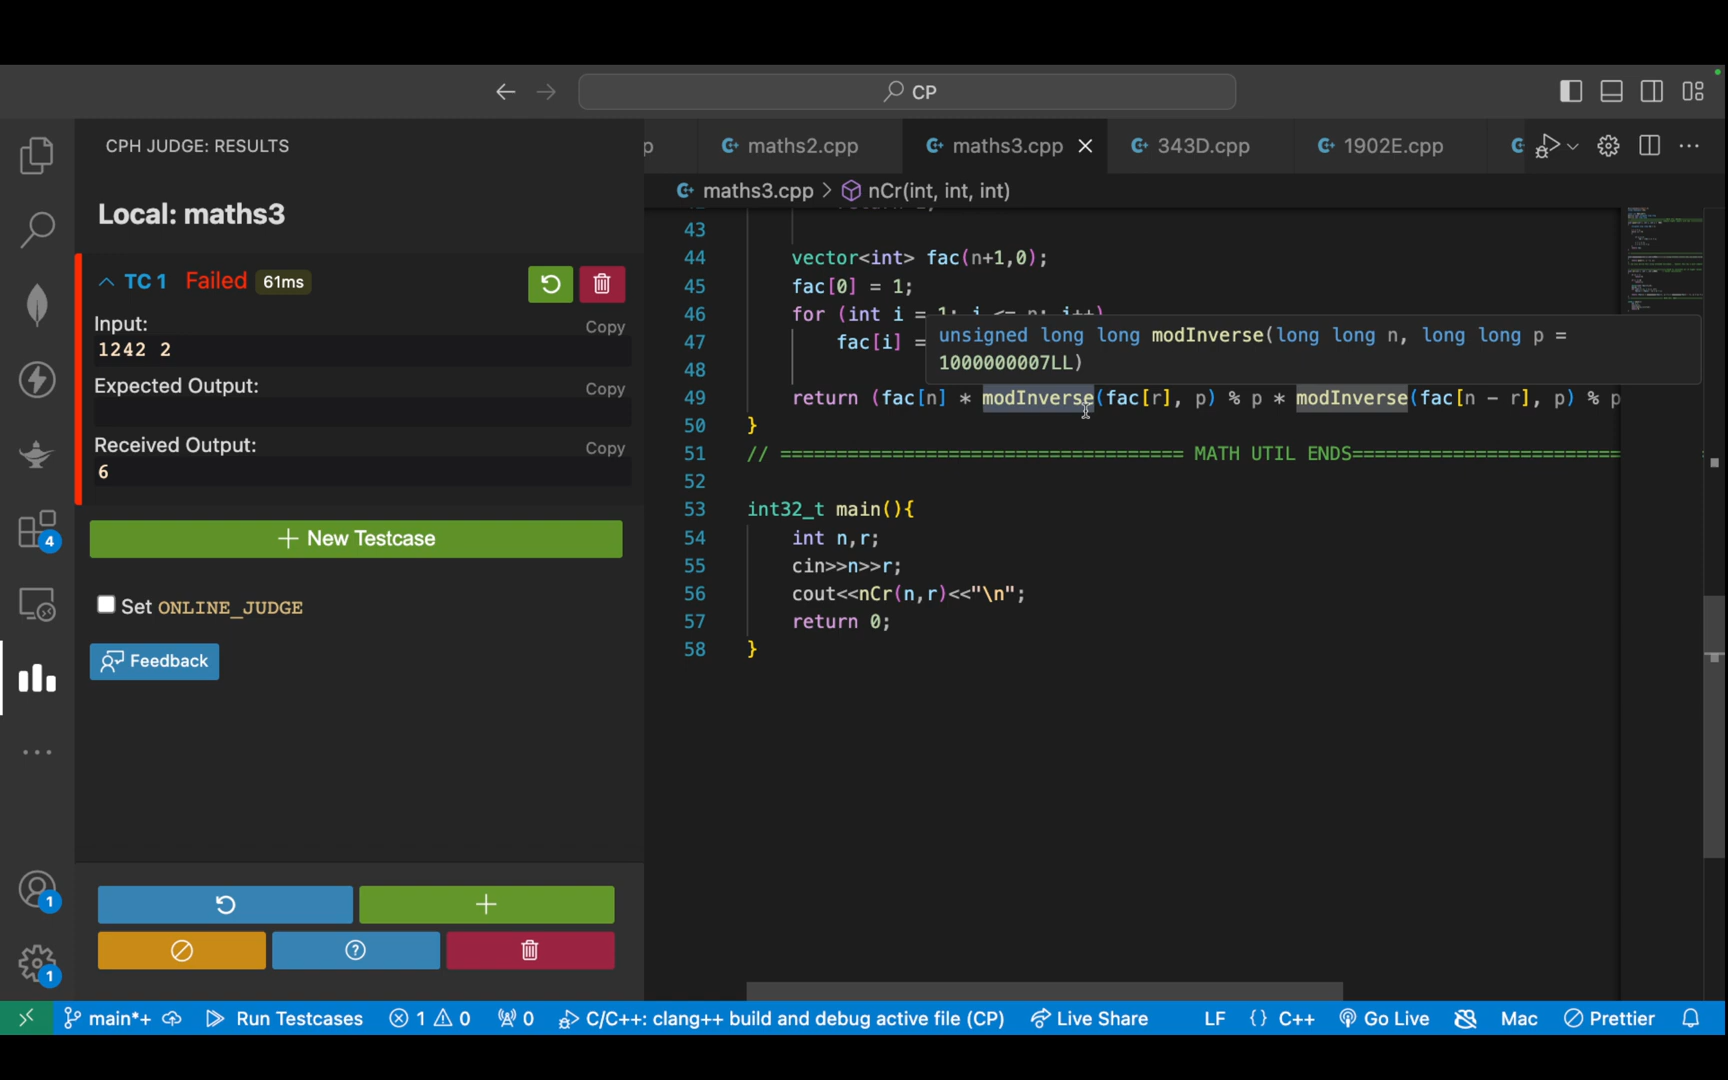 CP
CPH JUDGE: RESULTS
p
maths2.cpp
maths3.cpp
343D.cpp
1902E.cpp
maths3.cpp > nCr(int, int, int)
Local: maths3
TC 1 Failed 61ms
Input:
Copy
1242 2
Expected Output:
Copy
Received Output:
Copy
6
+ New Testcase
Set ONLINE_JUDGE
Feedback
4
1
1
43
44 vector<int> fac(n+1,0);
45 fac[0] = 1;
46 for (int i = 1; i <= n; i++)
47 fac[i] =
unsigned long long modInverse(long long n, long long p =
1000000007LL)
48
49 return (fac[n] * modInverse(fac[r], p) % p * modInverse(fac[n - r], p) % p
50 }
51 // ================================= MATH UTIL ENDS========================
52
53 int32_t main(){
54 int n,r;
55 cin>>n>>r;
56 cout<<nCr(n,r)<<"\n";
57 return 0;
58 }
main*+ Run Testcases 1 0 0 C/C++: clang++ build and debug active file (CP) Live Share LF {} C++ Go Live Mac Prettier